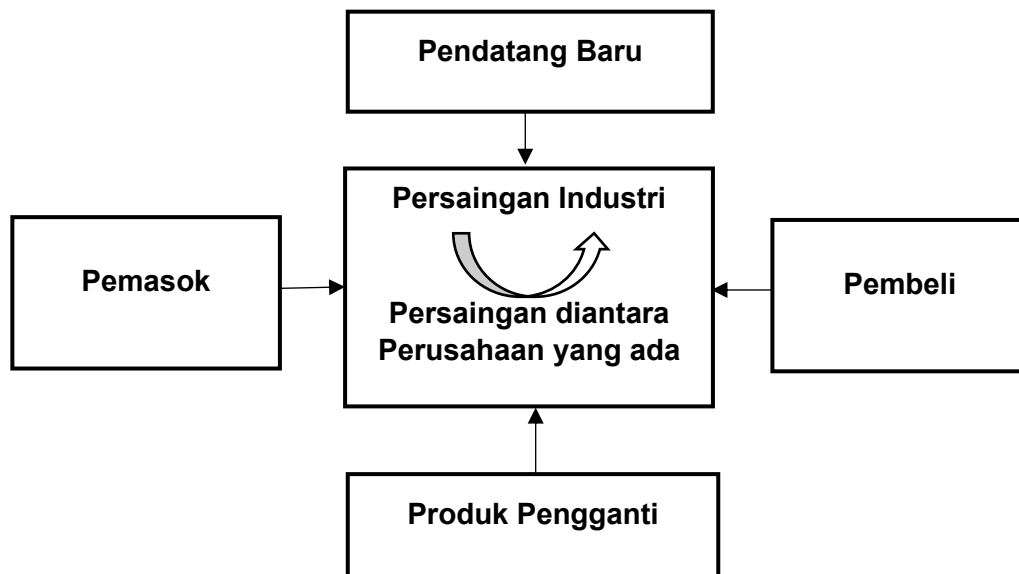 Pendatang Baru
Persaingan Industri
Pemasok
Pembeli
Persaingan diantara
Perusahaan yang ada
Produk Pengganti